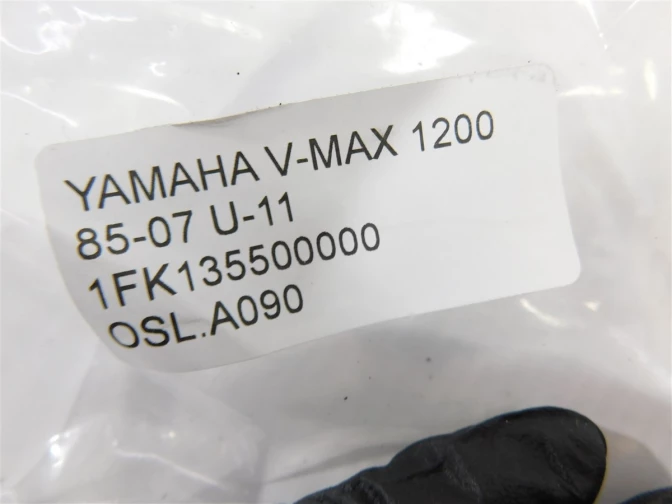 YAMAHA V-MAX 1200
85-07 U-11
1FK135500000
OSL.A090